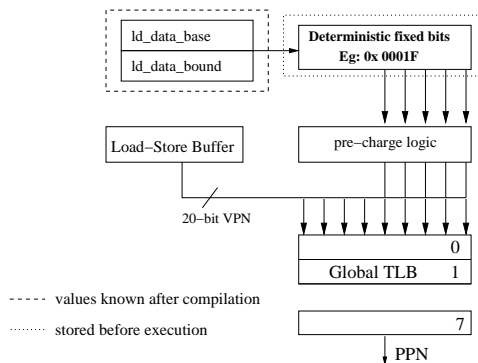 ld_data_base
ld_data_bound
Deterministic fixed bits
Eg: 0x 0001F
Load-Store Buffer
pre-charge logic
20-bit VPN
0
Global TLB 1
7
PPN
values known after compilation
stored before execution